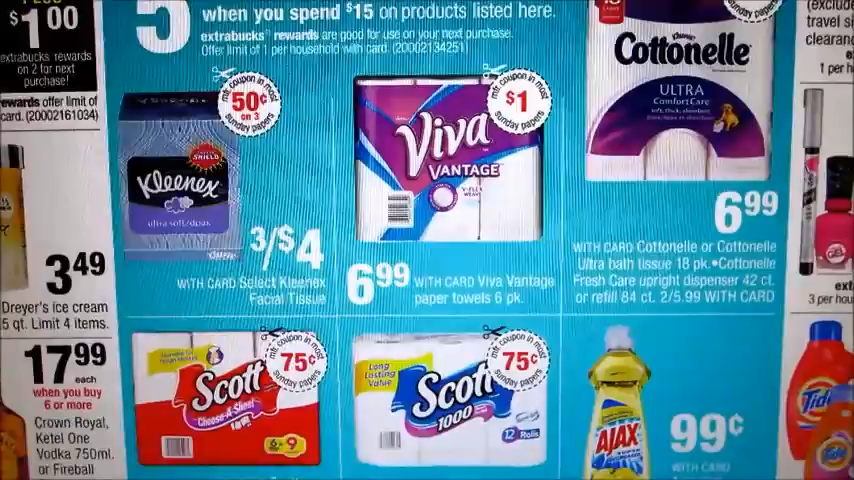 $1.00
extrabucks rewards
on 2 for next
purchase!
rewards offer limit of
card. (20002161034)
3.49
Dreyer's ice cream
5 qt. Limit 4 items.
17.99
each
when you buy
6 or more
Crown Royal,
Ketel One
Vodka 750ml.
or Fireball
5
when you spend $15 on products listed here.
extrabucks rewards are good for use on your next purchase.
Offer limit of 1 per household with card. (20002134251)
mfr coupon in most
50¢
on 3
sunday papers
SHIELD
Kleenex
ultra soft
3/$4
WITH CARD Select Kleenex
Facial Tissue
mfr coupon in most
$1
sunday papers
Viva
VANTAGE
6.99 WITH CARD Viva Vantage
paper towels 6 pk.
Cottonelle
ULTRA
ComfortCare
6.99
WITH CARD Cottonelle or Cottonelle
Ultra bath tissue 18 pk.•Cottonelle
Fresh Care upright dispenser 42 ct.
or refill 84 ct. 2/5.99 WITH CARD
mfr coupon in most
75¢
sunday papers
Scott
Choose-A-Sheet
6=9
mfr coupon in most
75¢
sunday papers
Long
Lasting
Value
Scott
1000
12 Rolls
AJAX
99¢
WITH CARD
(exclude
travel si
clearanc
1 per h
GEL
ext
3 per hou
Tide